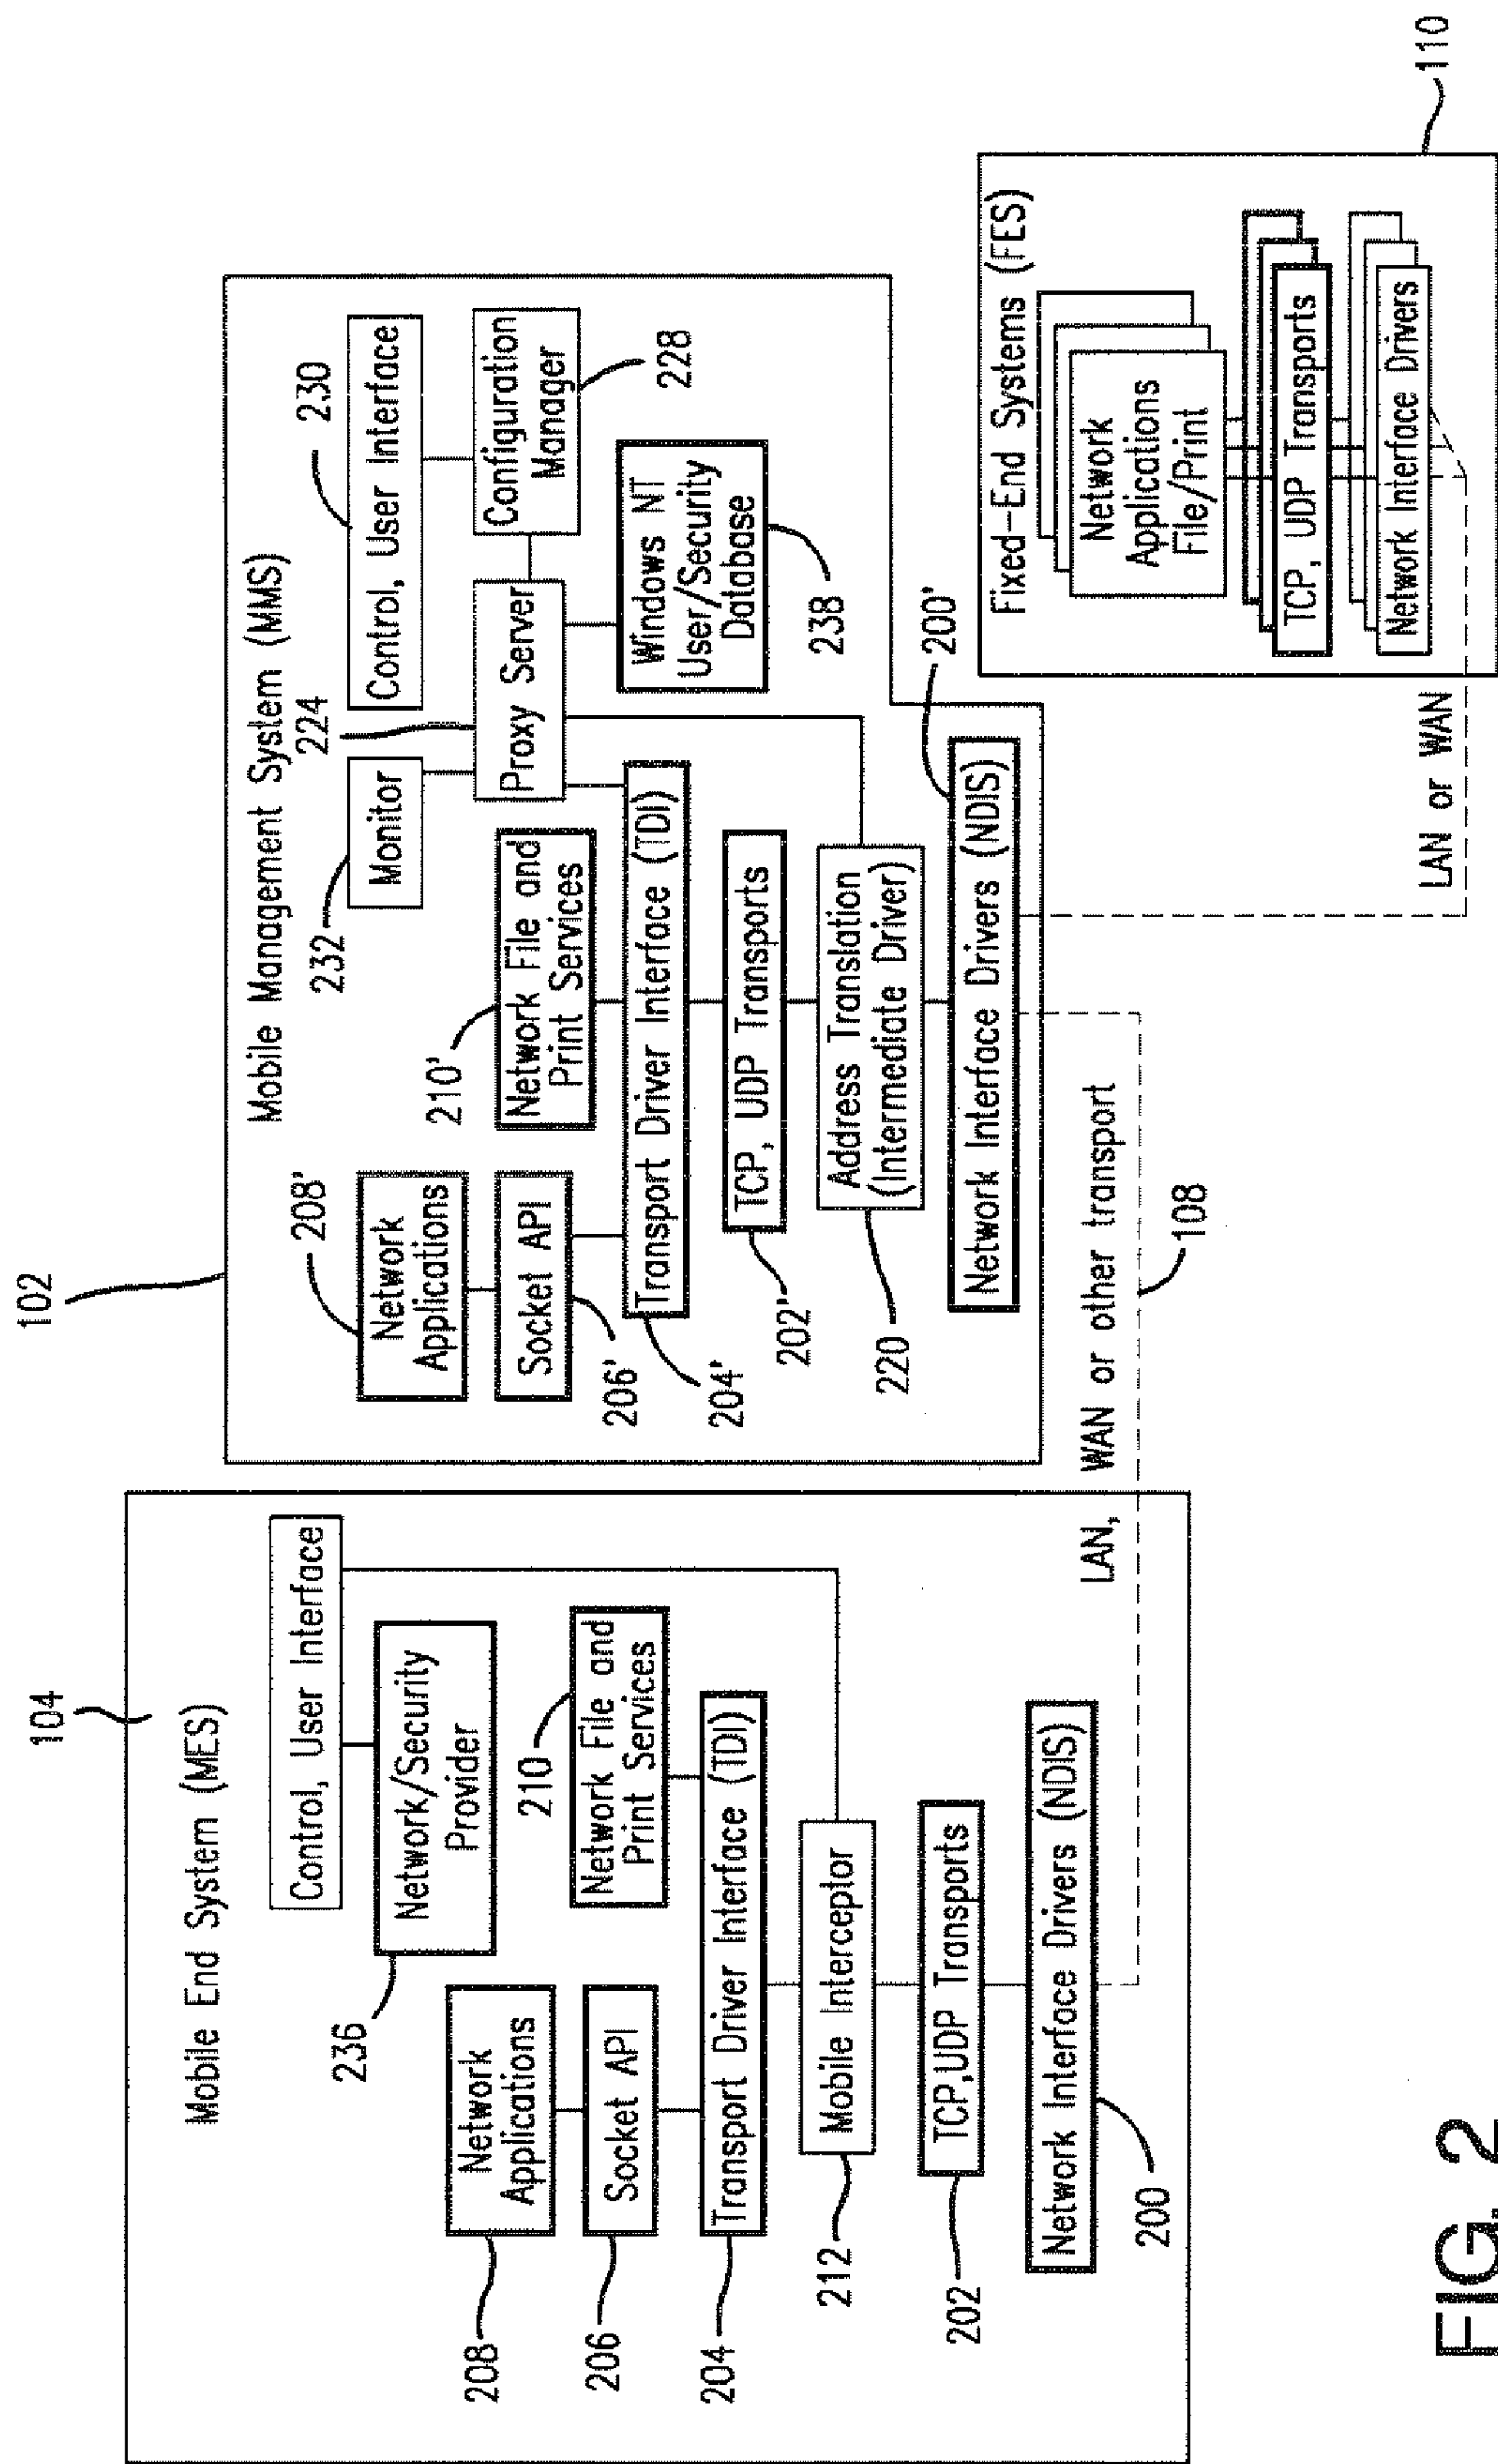 104
Mobile End System (MES)
Control, User Interface
Network/Security
Provider
236
Network
Applications
208
210
Network File and
Print Services
Socket API
206
Transport Driver Interface (TDI)
204
Mobile Interceptor
212
TCP,UDP Transports
202
Network Interface Drivers (NDIS)
200
LAN,
WAN or other transport
108
102
Mobile Management System (MMS)
232
Monitor
224
230
Control, User Interface
208'
Network
Applications
Proxy Server
Configuration
Manager
228
210'
Network File and
Print Services
Socket API
206'
Windows NT
User/Security
Database
238
Transport Driver Interface (TDI)
204'
TCP, UDP Transports
202'
Address Translation
(Intermediate Driver)
220
Network Interface Drivers (NDIS)
200'
LAN or WAN
Fixed-End Systems (FES)
Network
Applications
File/Print
TCP, UDP Transports
Network Interface Drivers
110
FIG. 2